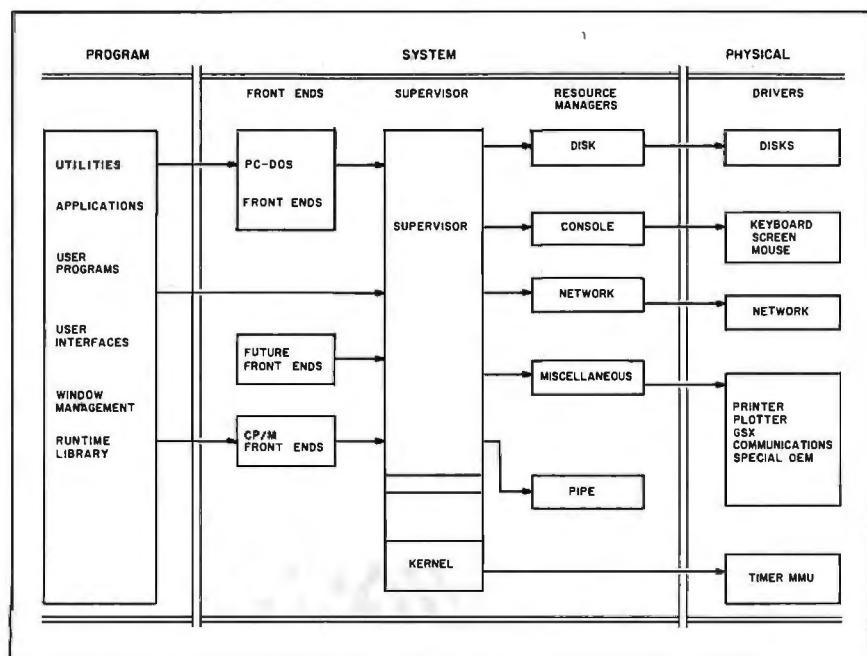 PROGRAM
SYSTEM
PHYSICAL
FRONT ENDS
SUPERVISOR
RESOURCE
MANAGERS
DRIVERS
UTILITIES
APPLICATIONS
USER
PROGRAMS
USER
INTERFACES
WINDOW
MANAGEMENT
RUNTIME
LIBRARY
PC-DOS
FRONT ENDS
FUTURE
FRONT ENDS
CP/M
FRONT ENDS
SUPERVISOR
KERNEL
DISK
CONSOLE
NETWORK
MISCELLANEOUS
PIPE
DISKS
KEYBOARD
SCREEN
MOUSE
NETWORK
PRINTER
PLOTTER
GSX
COMMUNICATIONS
SPECIAL OEM
TIMER MMU